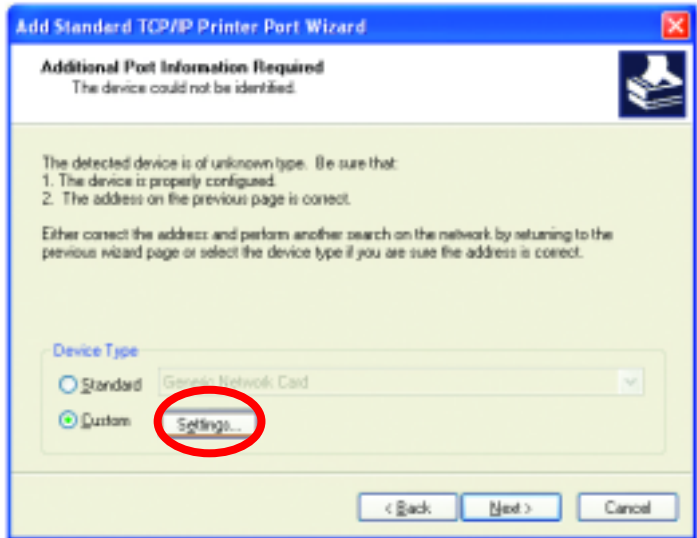 Add Standard TCP/IP Printer Port Wizard
Additional Port Information Required
The device could not be identified.
The detected device is of unknown type. Be sure that:
1. The device is properly configured.
2. The address on the previous page is correct.
Either correct the address and perform another search on the network by returning to the
previous wizard page or select the device type if you are sure the address is correct.
Device Type
Standard Generic Network Card
Custom Settings...
< Back Next > Cancel